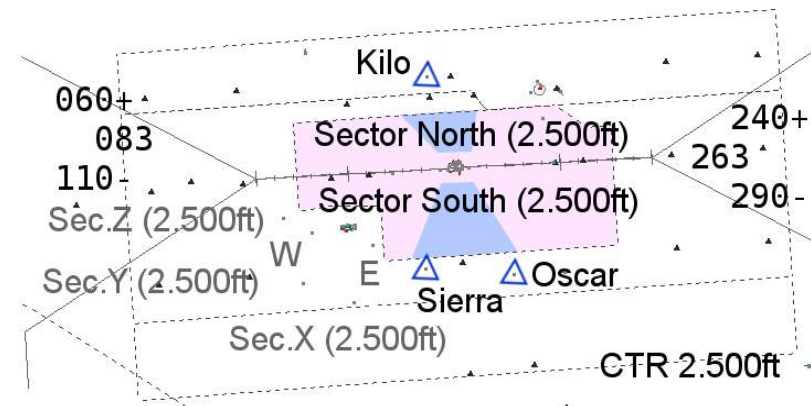 Kilo
060+
083
110-
240+
263
290-
Sector North (2.500ft)
Sector South (2.500ft)
Sec.Z (2.500ft)
W
E
Sec.Y (2.500ft)
Sierra
Oscar
Sec.X (2.500ft)
CTR 2.500ft